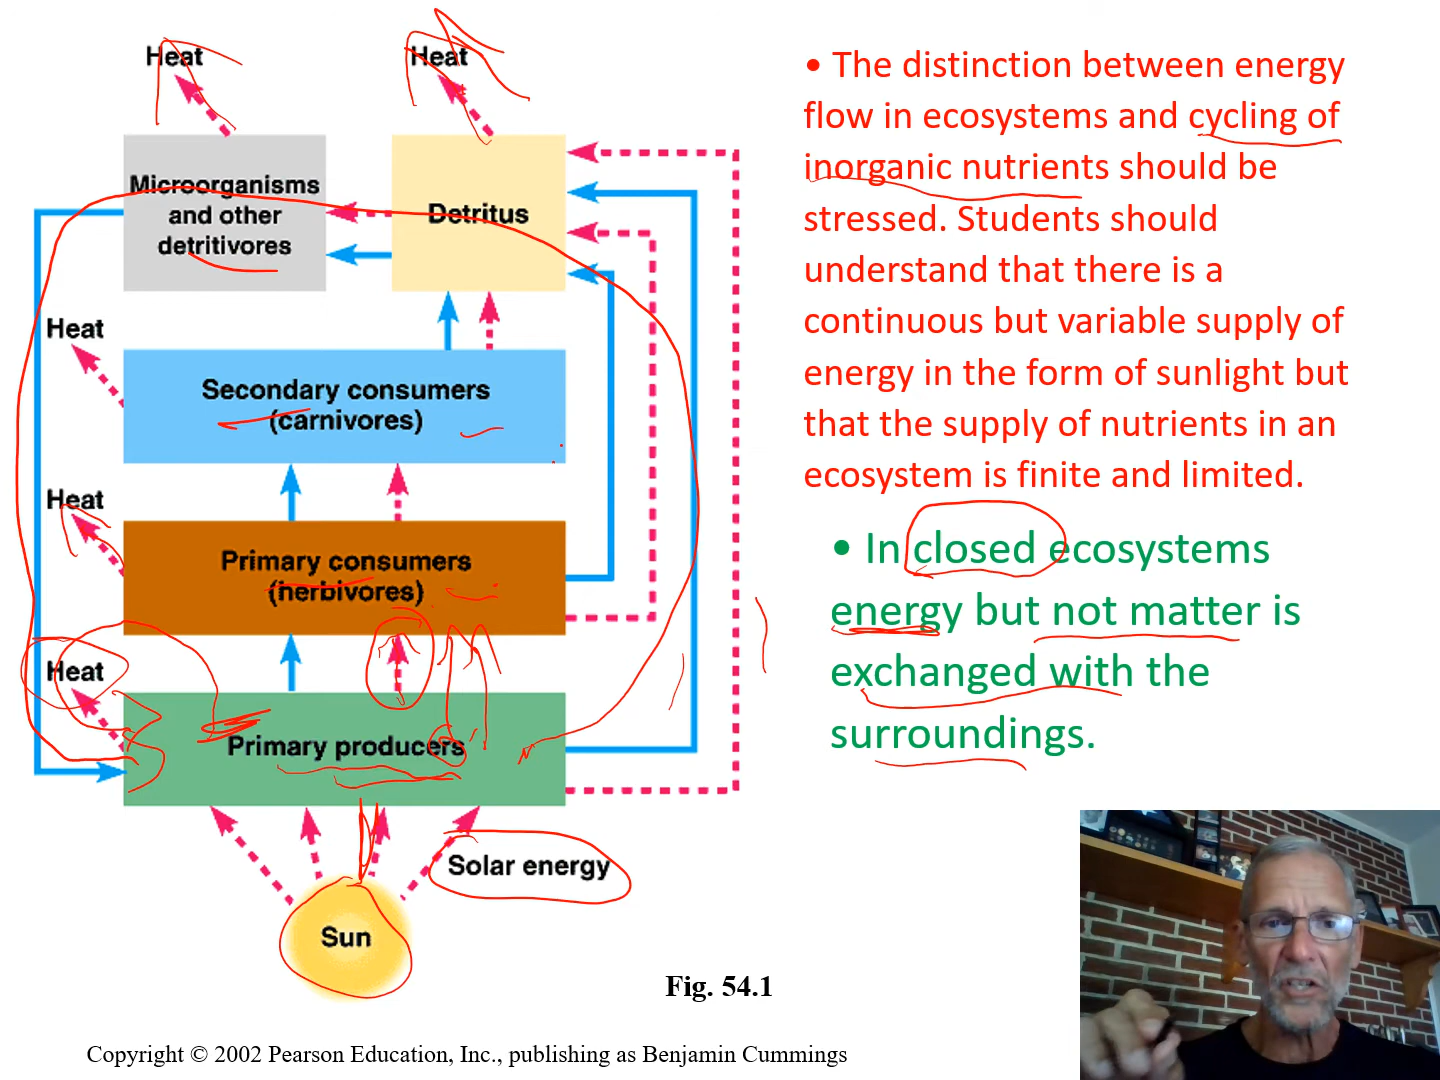 Heat
Heat
Microorganisms
and other
detritivores
Detritus
Heat
Secondary consumers
(carnivores)
Heat
Primary consumers
(herbivores)
Heat
Primary producers
Solar energy
Sun
• The distinction between energy
flow in ecosystems and cycling of
inorganic nutrients should be
stressed. Students should
understand that there is a
continuous but variable supply of
energy in the form of sunlight but
that the supply of nutrients in an
ecosystem is finite and limited.
• In closed ecosystems
energy but not matter is
exchanged with the
surroundings.
Fig. 54.1
Copyright © 2002 Pearson Education, Inc., publishing as Benjamin Cummings